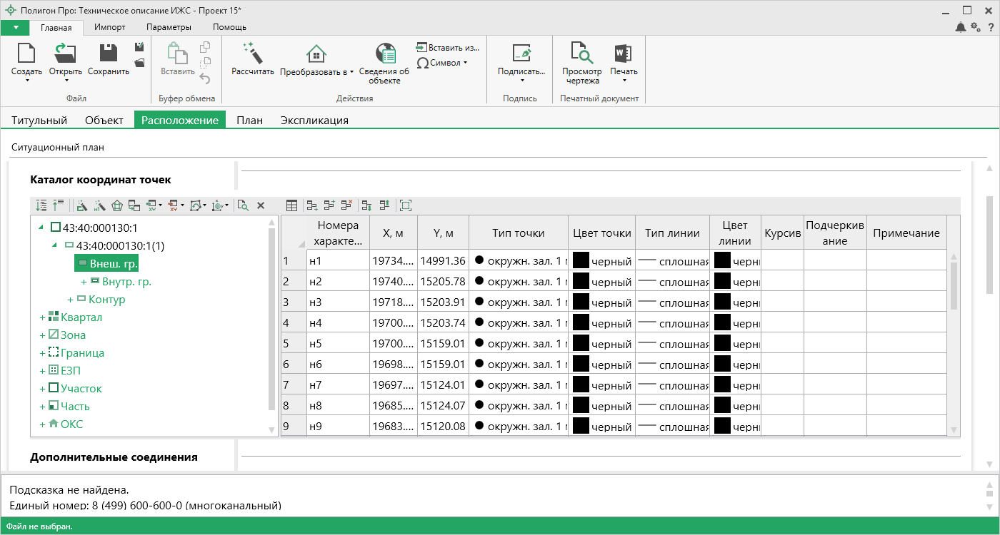 Полигон Про: Техническое описание ИЖС - Проект 15*
Главная Импорт Параметры Помощь
Создать Открыть Сохранить
Файл
Вставить
Буфер обмена
Рассчитать Преобразовать в Сведения об объекте
Вставить из...
Символ
Действия
Подписать...
Подпись
Просмотр чертежа Печать
Печатный документ
Титульный Объект Расположение План Экспликация
Ситуационный план
Каталог координат точек
43:40:000130:1
43:40:000130:1(1)
Внеш. гр.
+ Внутр. гр.
+ Контур
+ Квартал
+ Зона
+ Граница
+ ЕЗП
+ Участок
+ Часть
+ ОКС
Номера характе... X, м Y, м Тип точки Цвет точки Тип линии Цвет линии Курсив Подчеркивание Примечание
1 н1 19734.... 14991.36 окружн. зал. 1 черный сплошная черн
2 н2 19740.... 15205.78 окружн. зал. 1 черный сплошная черн
3 н3 19718.... 15203.91 окружн. зал. 1 черный сплошная черн
4 н4 19700.... 15203.74 окружн. зал. 1 черный сплошная черн
5 н5 19700.... 15159.01 окружн. зал. 1 черный сплошная черн
6 н6 19698.... 15159.01 окружн. зал. 1 черный сплошная черн
7 н7 19697.... 15124.01 окружн. зал. 1 черный сплошная черн
8 н8 19685.... 15124.07 окружн. зал. 1 черный сплошная черн
9 н9 19683.... 15120.08 окружн. зал. 1 черный сплошная черн
Дополнительные соединения
Подсказка не найдена.
Единый номер: 8 (499) 600-600-0 (многоканальный)
Файл не выбран.